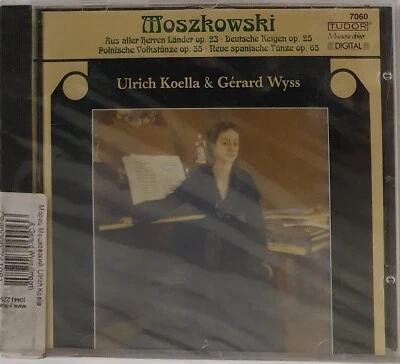 Moszkowski
Aus aller Herren Länder op. 23 · Deutsche Reigen op. 25
Polnische Volkstänze op. 55 · Neue spanische Tänze op. 65
7060
TUDOR
DIGITAL
Ulrich Koella & Gérard Wyss